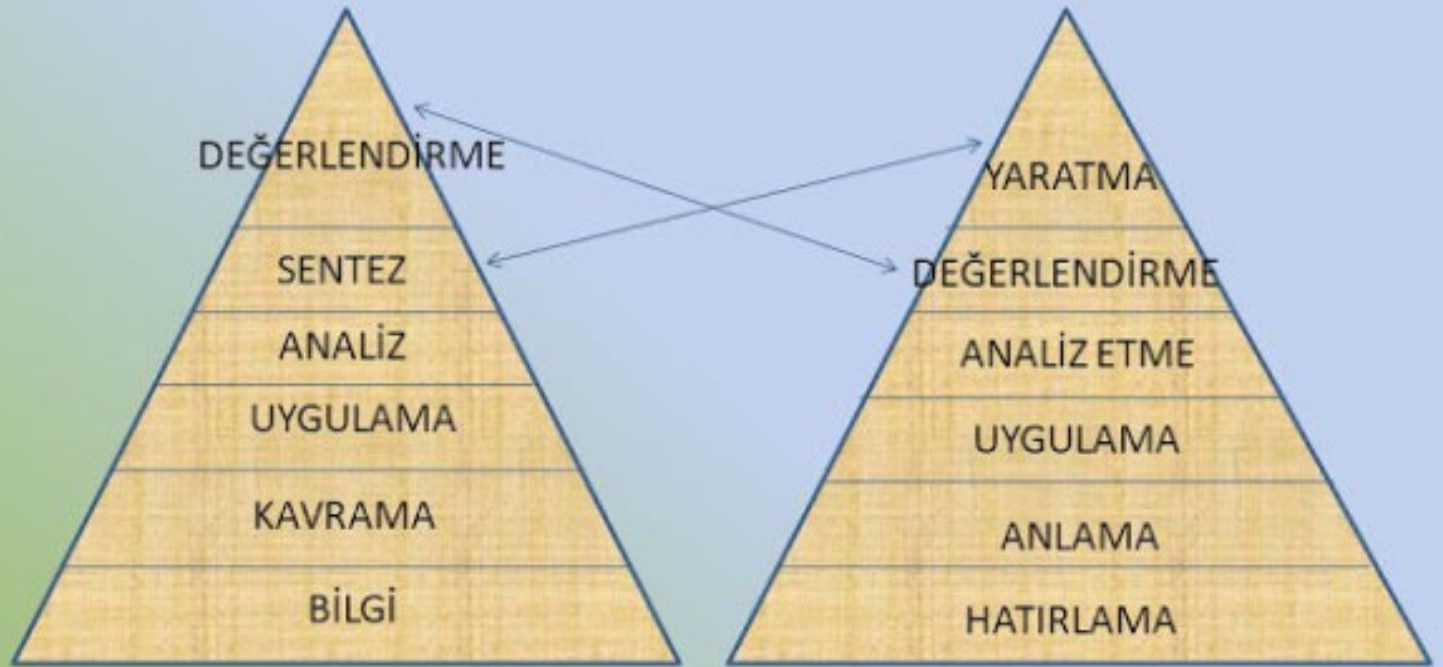 DEĞERLENDİRME
SENTEZ
ANALİZ
UYGULAMA
KAVRAMA
BİLGİ
YARATMA
DEĞERLENDİRME
ANALİZ ETME
UYGULAMA
ANLAMA
HATIRLAMA